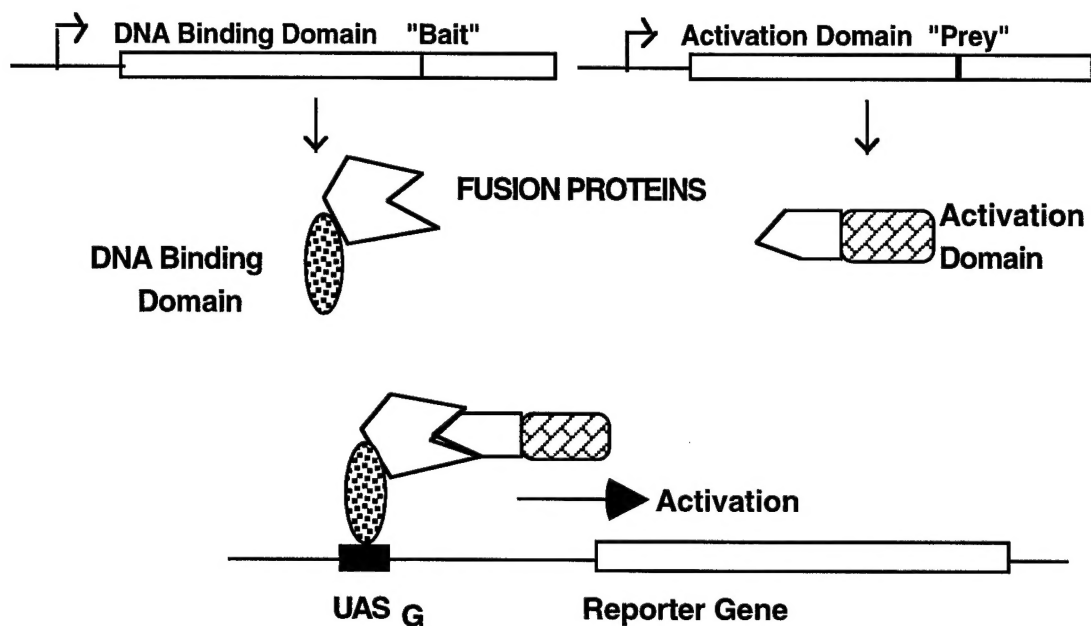 DNA Binding Domain "Bait"
Activation Domain "Prey"
FUSION PROTEINS
DNA Binding
Domain
Activation
Domain
Activation
UAS G
Reporter Gene